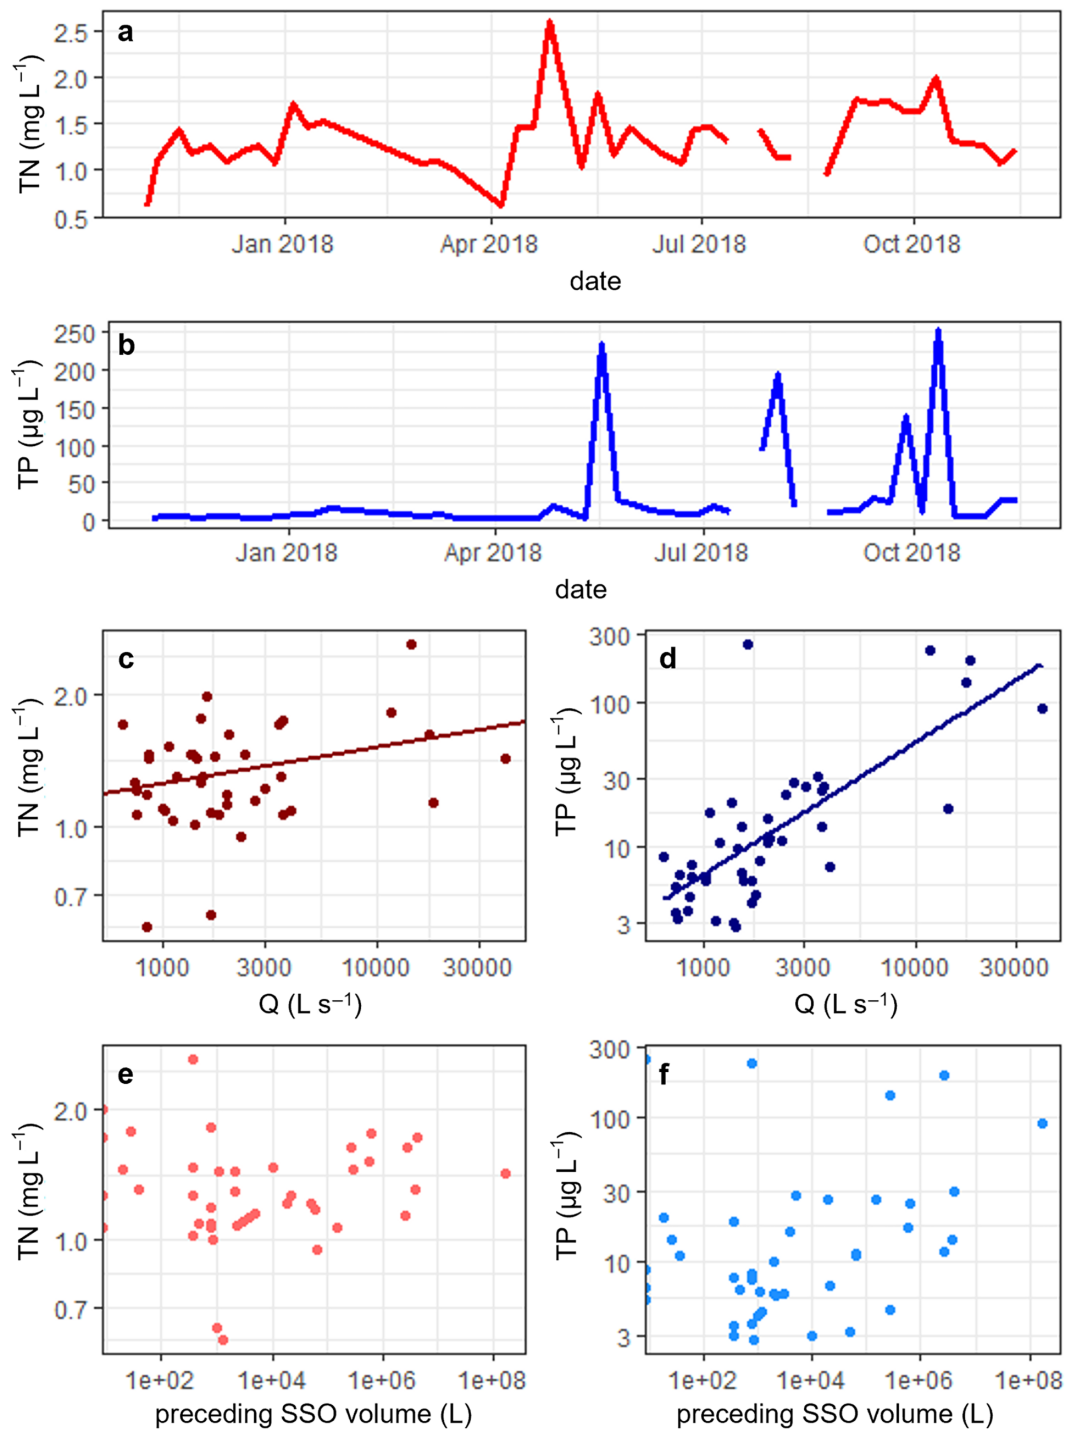 a
TN (mg L−1)
2.5
2.0
1.5
1.0
0.5
Jan 2018 Apr 2018 Jul 2018 Oct 2018
date
b
TP (µg L−1)
250
200
150
100
50
0
Jan 2018 Apr 2018 Jul 2018 Oct 2018
date
c
TN (mg L−1)
2.0
1.0
0.7
1000 3000 10000 30000
Q (L s−1)
d
TP (µg L−1)
300
100
30
10
3
1000 3000 10000 30000
Q (L s−1)
e
TN (mg L−1)
2.0
1.0
0.7
1e+02 1e+04 1e+06 1e+08
preceding SSO volume (L)
f
TP (µg L−1)
300
100
30
10
3
1e+02 1e+04 1e+06 1e+08
preceding SSO volume (L)